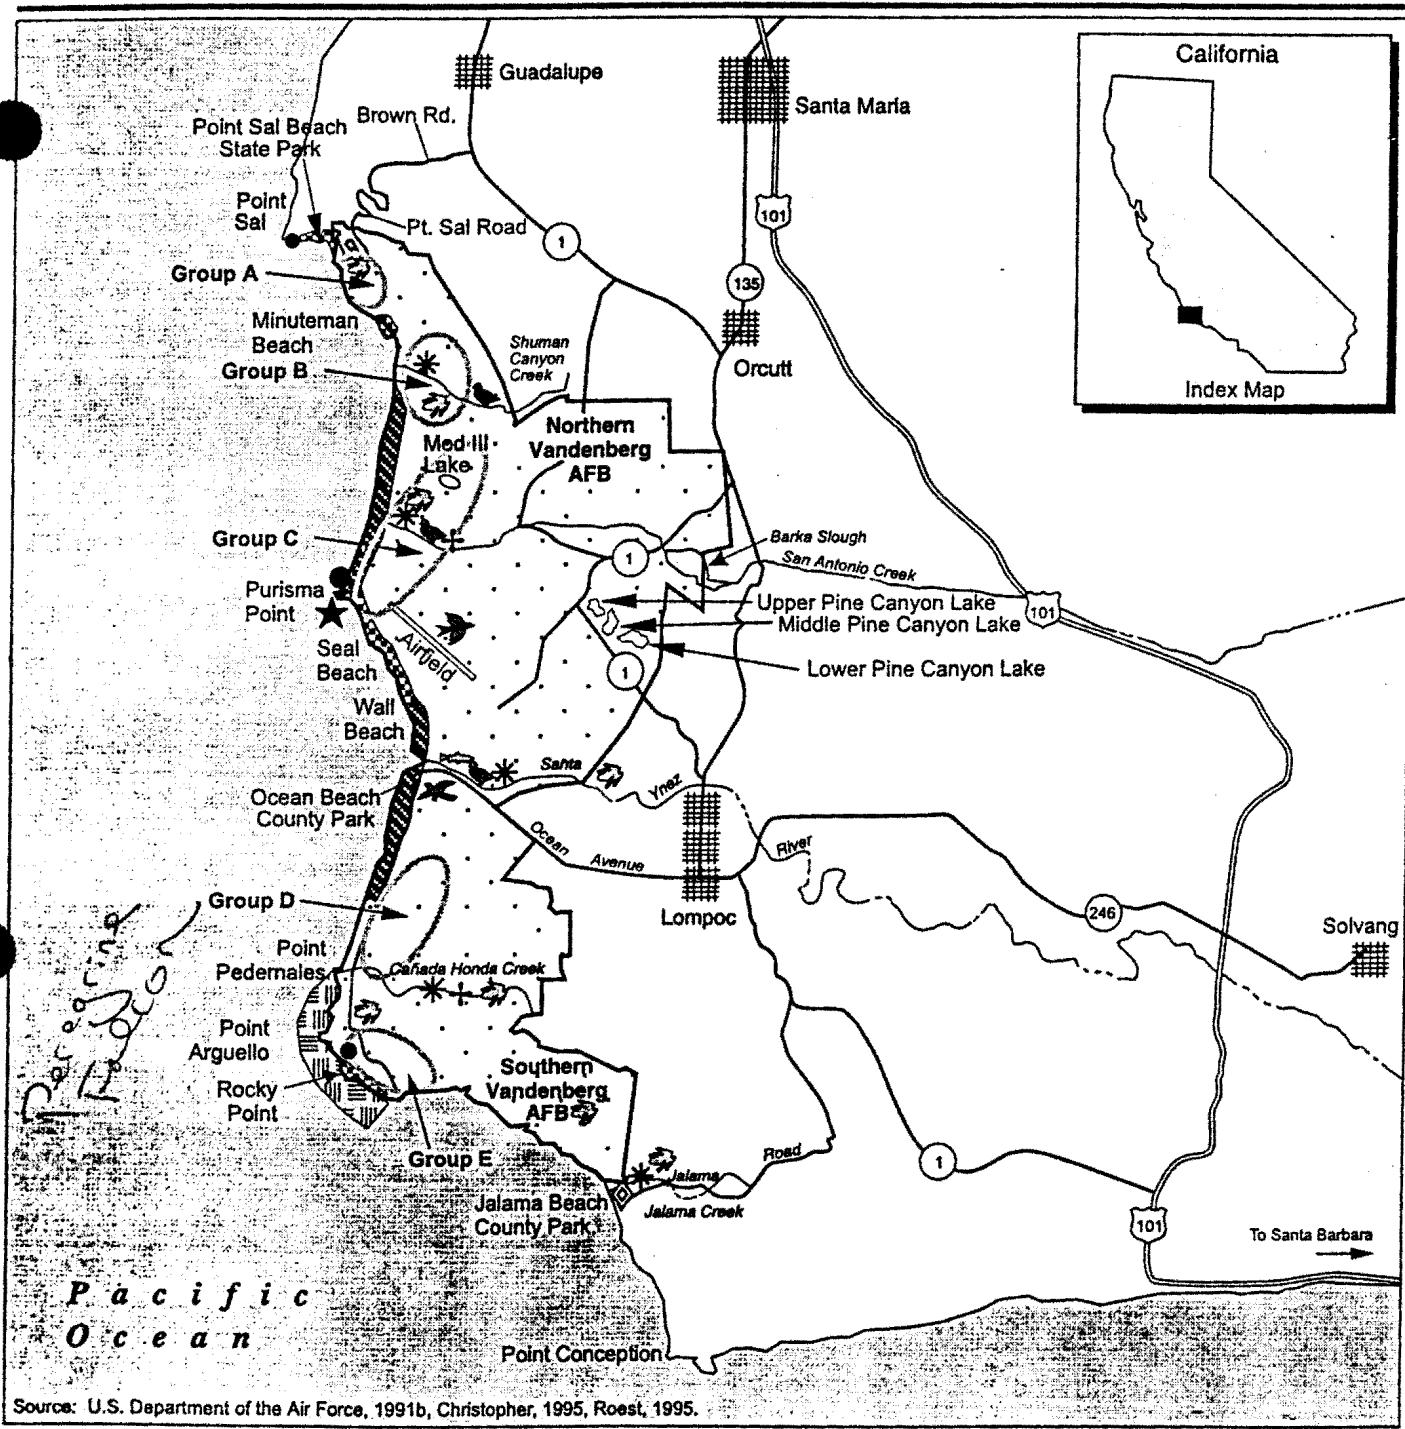 California
Index Map
Guadalupe
Santa Maria
Brown Rd.
Point Sal Beach
State Park
Point
Sal
Pt. Sal Road
101
1
135
Group A
Minuteman
Beach
Group B
Shuman
Canyon
Creek
Orcutt
Northern
Vandenberg
AFB
Mod III
Lake
Group C
1
Barka Slough
San Antonio Creek
Purisma
Point
101
Upper Pine Canyon Lake
Middle Pine Canyon Lake
Lower Pine Canyon Lake
Seal
Beach
Airfield
1
Wall
Beach
Santa
Ynez
River
Ocean Beach
County Park
Ocean
Avenue
Lompoc
246
Solvang
Group D
Point
Pedernales
Cañada Honda Creek
Peregrine
Falcon
Point
Arguello
Rocky
Point
Southern
Vandenberg
AFB
Group E
Jalama
Road
1
Jalama Beach
County Park
Jalama Creek
101
To Santa Barbara
Pacific
Ocean
Point Conception
Source: U.S. Department of the Air Force, 1991b, Christopher, 1995, Roest, 1995.